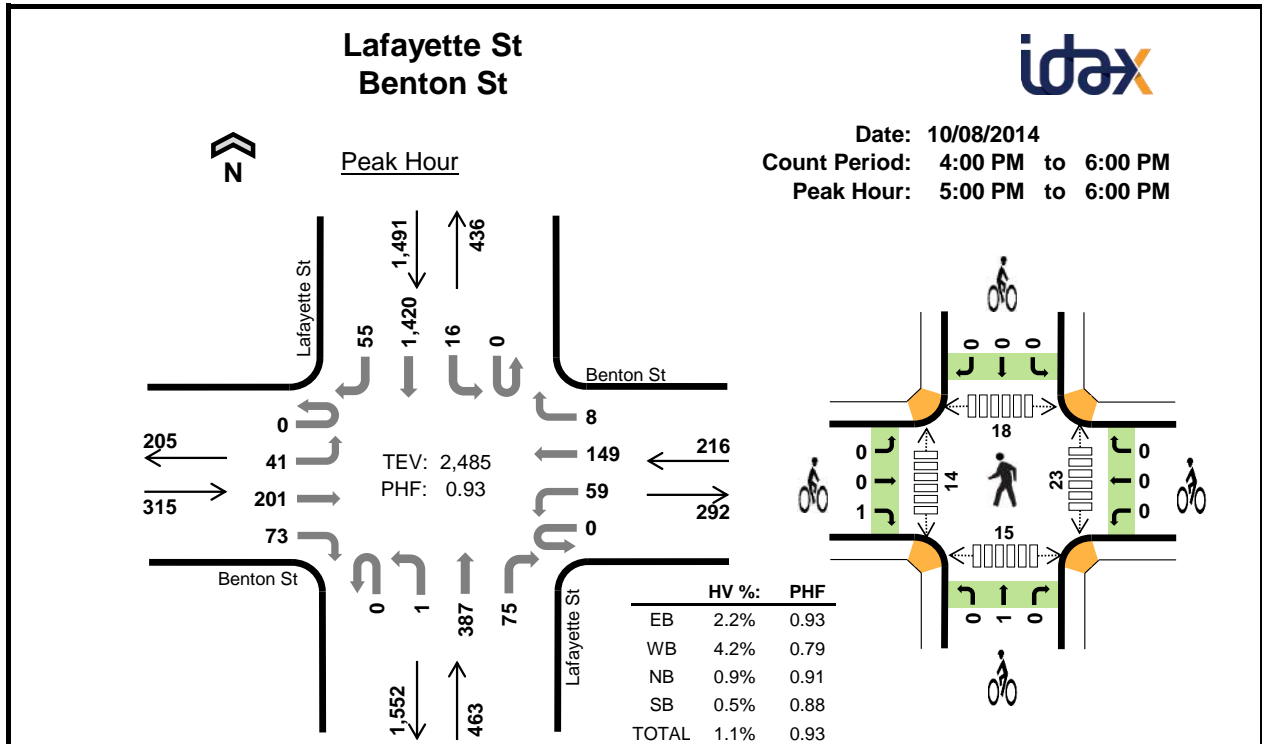 Lafayette St
Benton St
idax
N
Peak Hour
Date: 10/08/2014
Count Period: 4:00 PM to 6:00 PM
Peak Hour: 5:00 PM to 6:00 PM
1,491
436
Lafayette St
55
1,420
16
0
Benton St
0
41
201
73
205
315
TEV: 2,485
PHF: 0.93
8
149
59
0
216
292
Benton St
0
1
387
75
Lafayette St
1,552
463
HV %: PHF
EB 2.2% 0.93
WB 4.2% 0.79
NB 0.9% 0.91
SB 0.5% 0.88
TOTAL 1.1% 0.93
0 0 0
18
0
0
1
14
23
0
0
0
15
0 1 0